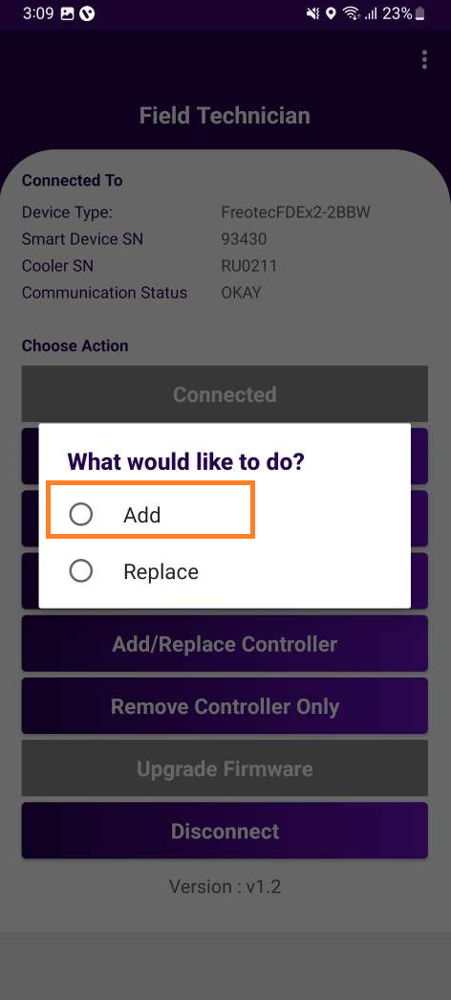 3:09 23%
Field Technician
Connected To
Device Type: FreotecFDEx2-2BBW
Smart Device SN 93430
Cooler SN RU0211
Communication Status OKAY
Choose Action
Connected
What would like to do?
Add
Replace
Add/Replace Controller
Remove Controller Only
Upgrade Firmware
Disconnect
Version : v1.2